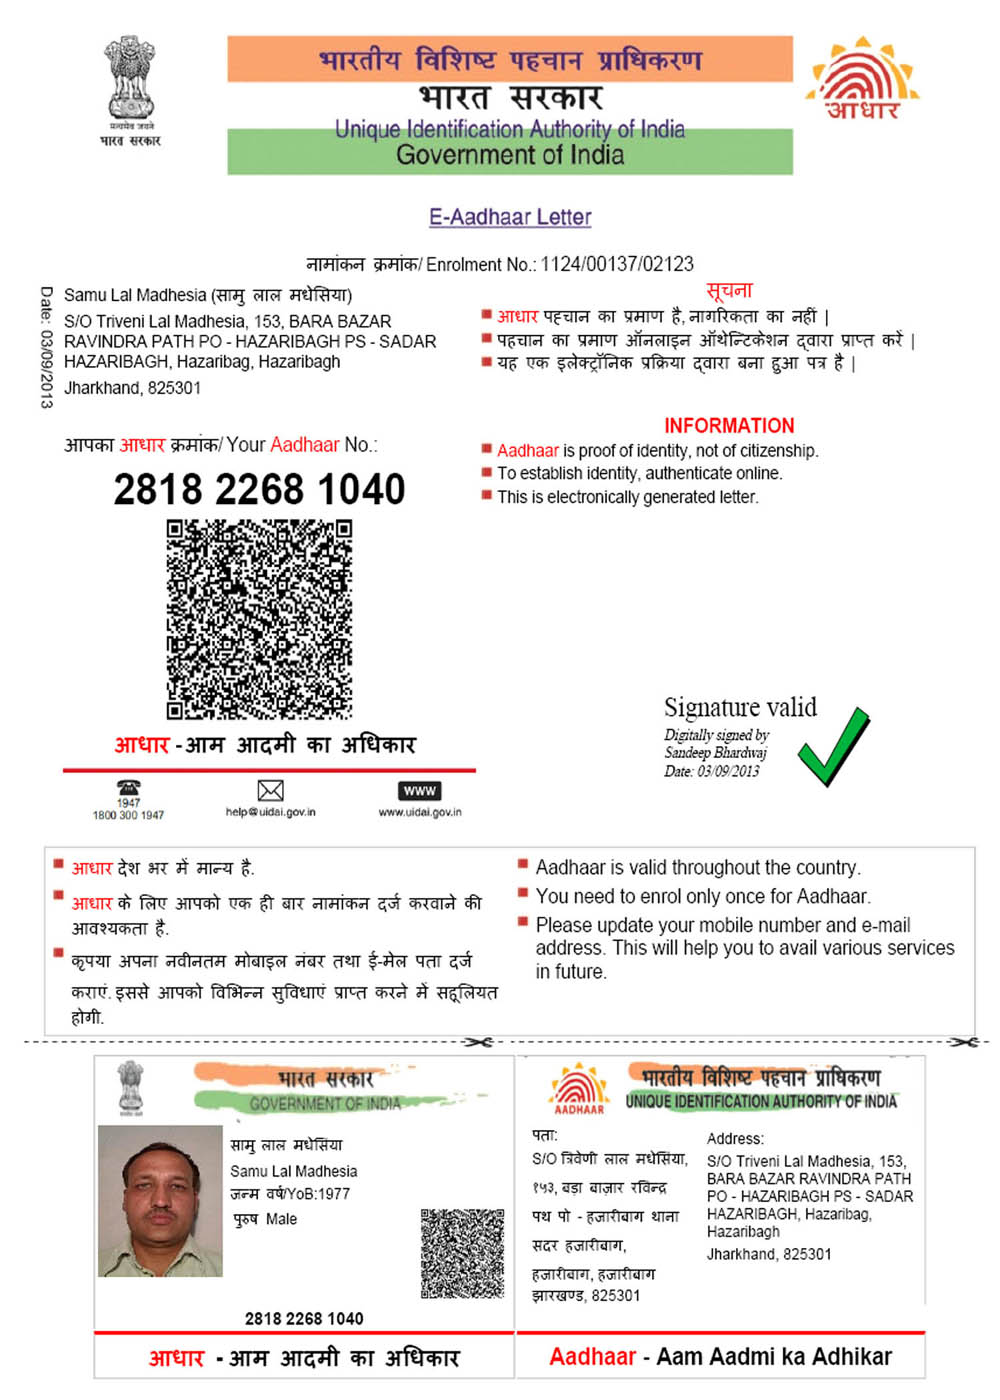 भारतीय विशिष्ट पहचान प्राधिकरण
भारत सरकार
Unique Identification Authority of India
Government of India
सत्यमेव जयते
भारत सरकार
आधार
E-Aadhaar Letter
नामांकन क्रमांक/ Enrolment No.: 1124/00137/02123
Date: 03/09/2013
Samu Lal Madhesia (सामु लाल मधेसिया)
S/O Triveni Lal Madhesia, 153, BARA BAZAR
RAVINDRA PATH PO - HAZARIBAGH PS - SADAR
HAZARIBAGH, Hazaribag, Hazaribagh
Jharkhand, 825301
सूचना
आधार पहचान का प्रमाण है, नागरिकता का नहीं |
पहचान का प्रमाण ऑनलाइन ऑथेन्टिकेशन द्वारा प्राप्त करें |
यह एक इलेक्ट्रॉनिक प्रक्रिया द्वारा बना हुआ पत्र है |
आपका आधार क्रमांक/ Your Aadhaar No.:
2818 2268 1040
INFORMATION
Aadhaar is proof of identity, not of citizenship.
To establish identity, authenticate online.
This is electronically generated letter.
Signature valid
Digitally signed by
Sandeep Bhardwaj
Date: 03/09/2013
आधार -आम आदमी का अधिकार
1947
1800 300 1947
help@uidai.gov.in
www
www.uidai.gov.in
आधार देश भर में मान्य है.
आधार के लिए आपको एक ही बार नामांकन दर्ज करवाने की
आवश्यकता है.
कृपया अपना नवीनतम मोबाइल नंबर तथा ई-मेल पता दर्ज
कराएं. इससे आपको विभिन्न सुविधाएं प्राप्त करने में सहूलियत
होगी.
Aadhaar is valid throughout the country.
You need to enrol only once for Aadhaar.
Please update your mobile number and e-mail
address. This will help you to avail various services
in future.
भारत सरकार
GOVERNMENT OF INDIA
सामु लाल मधेसिया
Samu Lal Madhesia
जन्म वर्ष/YoB:1977
पुरुष Male
2818 2268 1040
आधार - आम आदमी का अधिकार
AADHAAR
भारतीय विशिष्ट पहचान प्राधिकरण
UNIQUE IDENTIFICATION AUTHORITY OF INDIA
पता:
S/O त्रिवेणी लाल मधेसिया,
१५३, बड़ा बाज़ार रविन्द्र
पथ पो - हजारीबाग थाना
सदर हजारीबाग,
हजारीबाग, हजारीबाग
झारखण्ड, 825301
Address:
S/O Triveni Lal Madhesia, 153,
BARA BAZAR RAVINDRA PATH
PO - HAZARIBAGH PS - SADAR
HAZARIBAGH, Hazaribag,
Hazaribagh
Jharkhand, 825301
Aadhaar - Aam Aadmi ka Adhikar